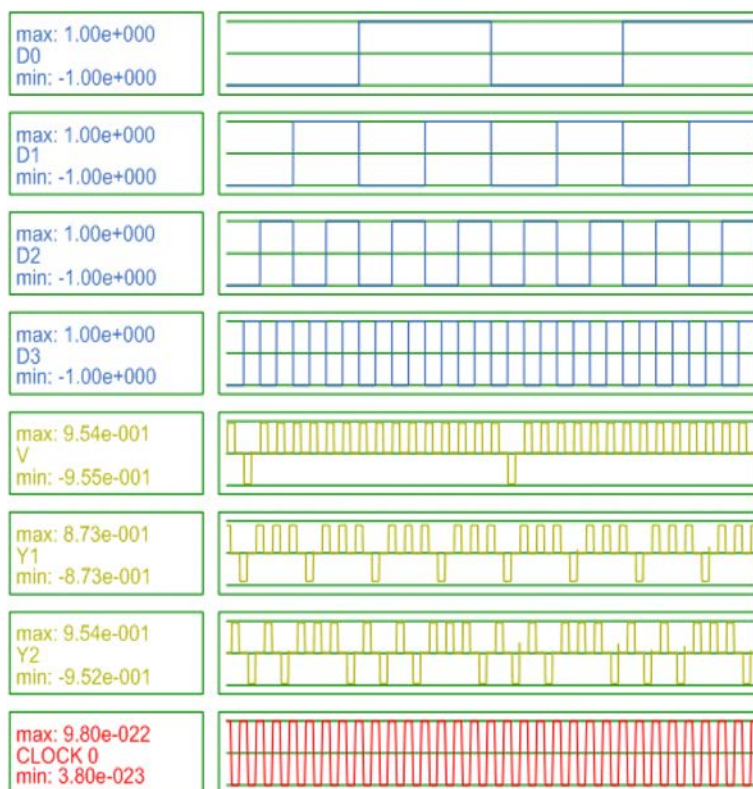 max: 1.00e+000
D0
min: -1.00e+000
max: 1.00e+000
D1
min: -1.00e+000
max: 1.00e+000
D2
min: -1.00e+000
max: 1.00e+000
D3
min: -1.00e+000
max: 9.54e-001
V
min: -9.55e-001
max: 8.73e-001
Y1
min: -8.73e-001
max: 9.54e-001
Y2
min: -9.52e-001
max: 9.80e-022
CLOCK 0
min: 3.80e-023